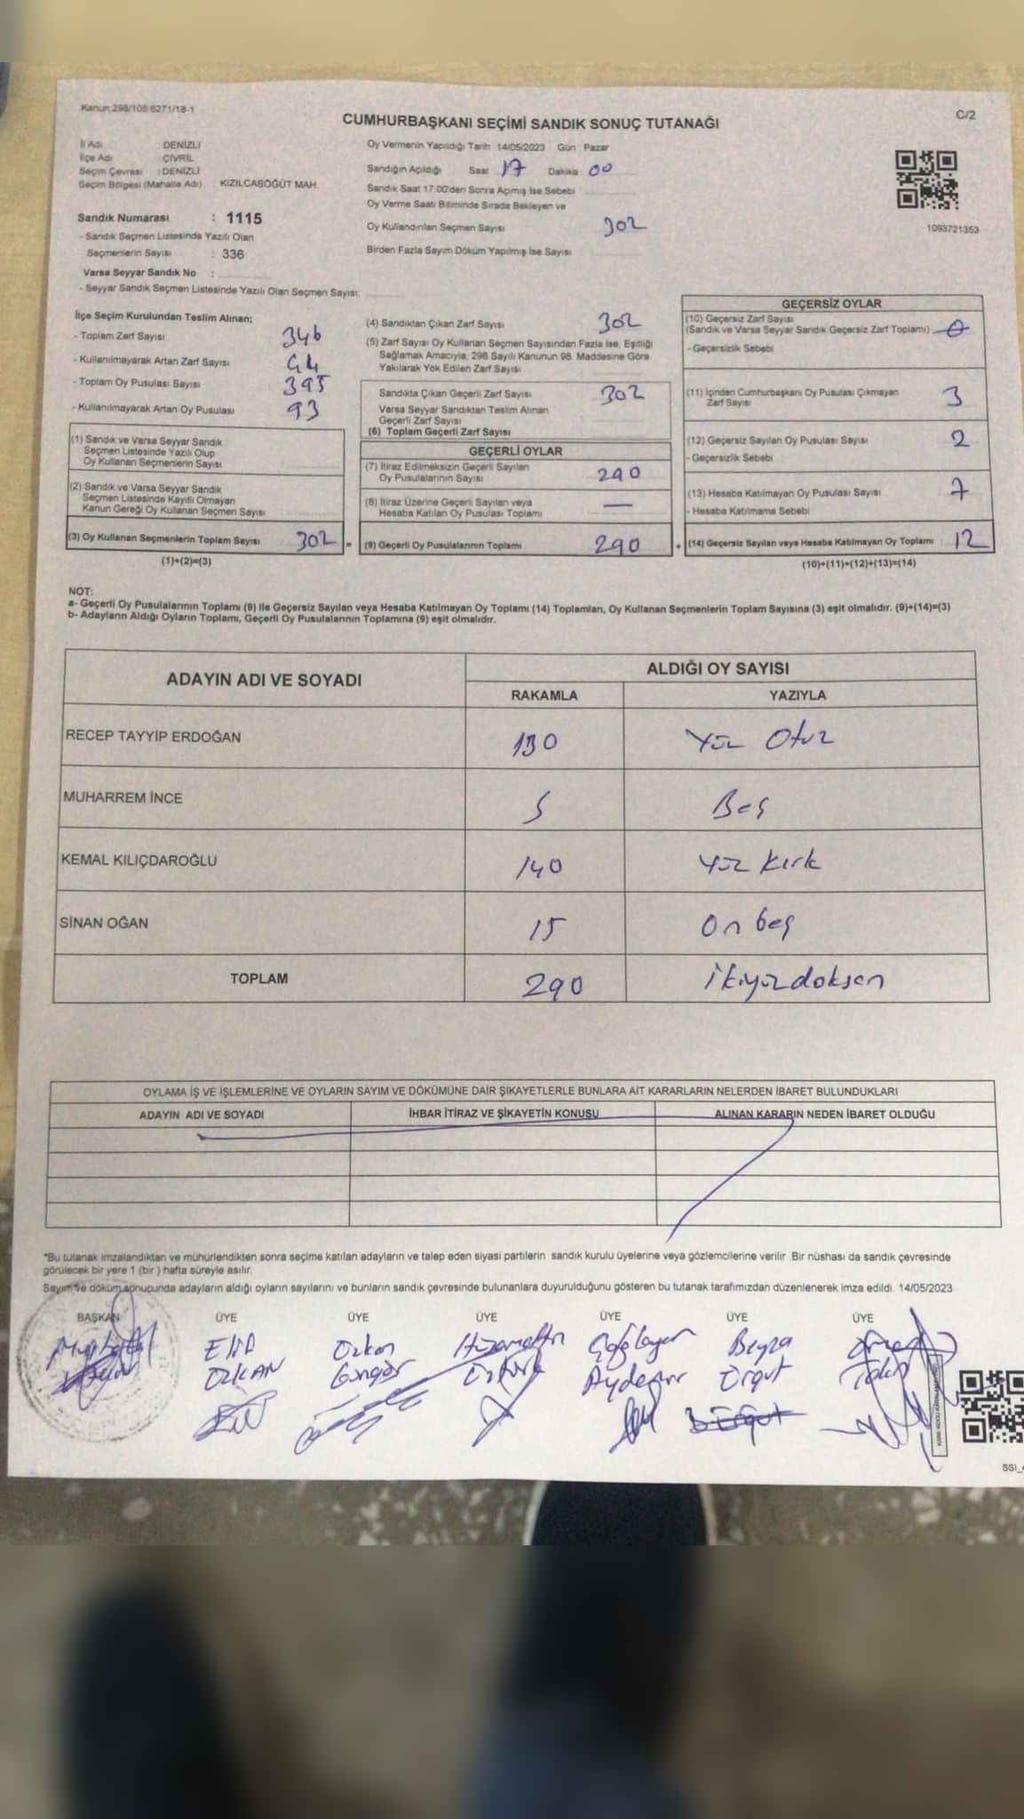 Kanun:298/105 6271/18-1
C/2
CUMHURBAŞKANI SEÇİMİ SANDIK SONUÇ TUTANAĞI
İl Adı DENİZLİ
İlçe Adı ÇİVRİL
Seçim Çevresi : DENİZLİ
Seçim Bölgesi (Mahalle Adı) KIZILCASÖĞÜT MAH.
Sandık Numarası : 1115
- Sandık Seçmen Listesinde Yazılı Olan
Seçmenlerin Sayısı : 336
Varsa Seyyar Sandık No :
- Seyyar Sandık Seçmen Listesinde Yazılı Olan Seçmen Sayısı:
Oy Vermenin Yapıldığı Tarih 14/05/2023 Gün Pazar
Sandığın Açıldığı Saat 17 Dakika 00
Sandık Saat 17:00'den Sonra Açımış İse Sebebi
Oy Verme Saati Bitiminde Sırada Bekleyen ve
Oy Kullandırılan Seçmen Sayısı 302
Birden Fazla Sayım Döküm Yapılmış İse Sayısı
1093721353
İlçe Seçim Kurulundan Teslim Alınan;
- Toplam Zarf Sayısı 346
- Kullanılmayarak Artan Zarf Sayısı 44
- Toplam Oy Pusulası Sayısı 395
- Kullanılmayarak Artan Oy Pusulası 93
(1) Sandık ve Varsa Seyyar Sandık
Seçmen Listesinde Yazılı Olup
Oy Kullanan Seçmenlerin Sayısı
(2) Sandık ve Varsa Seyyar Sandık
Seçmen Listesinde Kayıtlı Olmayan
Kanun Gereği Oy Kullanan Seçmen Sayısı
(3) Oy Kullanan Seçmenlerin Toplam Sayısı 302 =
(1)+(2)=(3)
(4) Sandıktan Çıkan Zarf Sayısı 302
(5) Zarf Sayısı Oy Kullanan Seçmen Sayısından Fazla İse, Eşitliği
Sağlamak Amacıyla, 298 Sayılı Kanunun 98. Maddesine Göre
Yakılarak Yok Edilen Zarf Sayısı
Sandıkta Çıkan Geçerli Zarf Sayısı 302
Varsa Seyyar Sandıktan Teslim Alınan
Geçerli Zarf Sayısı
(6) Toplam Geçerli Zarf Sayısı
GEÇERLİ OYLAR
(7) İtiraz Edilmeksizin Geçerli Sayılan
Oy Pusulalarının Sayısı 290
(8) İtiraz Üzerine Geçerli Sayılan veya
Hesaba Katılan Oy Pusulası Toplamı —
(9) Geçerli Oy Pusulalarının Toplamı 290 +
GEÇERSİZ OYLAR
(10) Geçersiz Zarf Sayısı
(Sandık ve Varsa Seyyar Sandık Geçersiz Zarf Toplamı) 0
- Geçersizlik Sebebi
(11) İçinden Cumhurbaşkanı Oy Pusulası Çıkmayan
Zarf Sayısı 3
(12) Geçersiz Sayılan Oy Pusulası Sayısı 2
- Geçersizlik Sebebi
(13) Hesaba Katılmayan Oy Pusulası Sayısı 7
- Hesaba Katılmama Sebebi
(14) Geçersiz Sayılan veya Hesaba Katılmayan Oy Toplamı 12
(10)+(11)+(12)+(13)=(14)
NOT:
a- Geçerli Oy Pusulalarının Toplamı (9) ile Geçersiz Sayılan veya Hesaba Katılmayan Oy Toplamı (14) Toplamları, Oy Kullanan Seçmenlerin Toplam Sayısına (3) eşit olmalıdır. (9)+(14)=(3)
b- Adayların Aldığı Oyların Toplamı, Geçerli Oy Pusulalarının Toplamına (9) eşit olmalıdır.
ADAYIN ADI VE SOYADI
ALDIĞI OY SAYISI
RAKAMLA YAZIYLA
RECEP TAYYİP ERDOĞAN 130 Yüz Otuz
MUHARREM İNCE 5 Beş
KEMAL KILIÇDAROĞLU 140 Yüz kırk
SİNAN OĞAN 15 On beş
TOPLAM 290 İkiyüzdoksan
OYLAMA İŞ VE İŞLEMLERİNE VE OYLARIN SAYIM VE DÖKÜMÜNE DAİR ŞİKAYETLERLE BUNLARA AİT KARARLARIN NELERDEN İBARET BULUNDUKLARI
ADAYIN ADI VE SOYADI İHBAR İTİRAZ VE ŞİKAYETİN KONUSU ALINAN KARARIN NEDEN İBARET OLDUĞU
*Bu tutanak imzalandıktan ve mühürlendikten sonra seçime katılan adayların ve talep eden siyasi partilerin sandık kurulu üyelerine veya gözlemcilerine verilir Bir nüshası da sandık çevresinde
görülecek bir yere 1 (bir) hafta süreyle asılır.
Sayım ve döküm sonucunda adayların aldığı oyların sayılarını ve bunların sandık çevresinde bulunanlara duyurulduğunu gösteren bu tutanak tarafımızdan düzenlenerek imza edildi. 14/05/2023
BAŞKAN ÜYE ÜYE ÜYE ÜYE ÜYE ÜYE
Elif Özkan Hüsamettin Çağlayan Beyza
ÖZKAN Güngör Öztürk Aydemir Örgüt